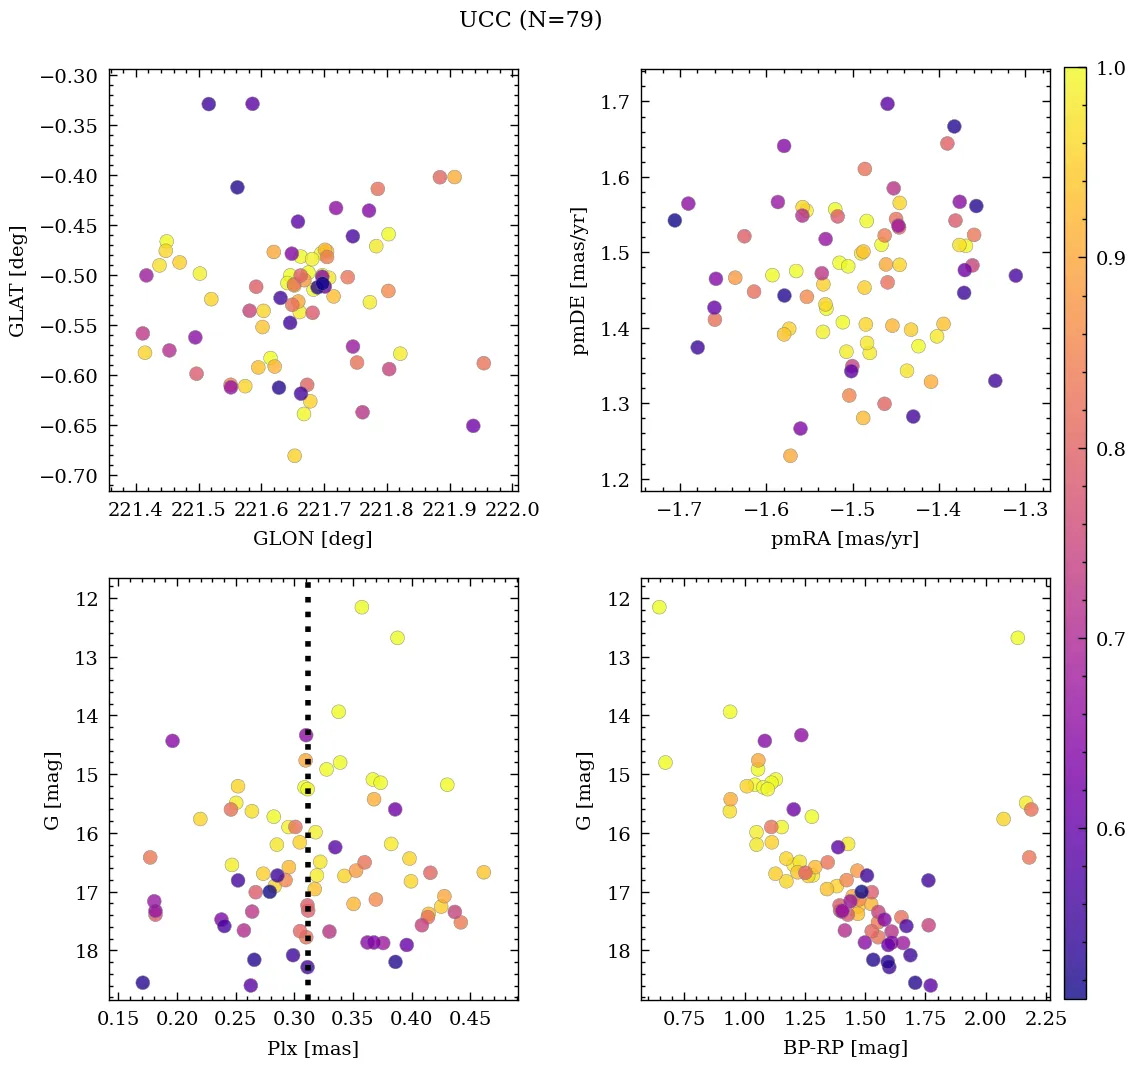 UCC (N=79)
−0.30
−0.35
−0.40
−0.45
−0.50
−0.55
−0.60
−0.65
−0.70
GLAT [deg]
221.4 221.5 221.6 221.7 221.8 221.9 222.0
GLON [deg]
1.7
1.6
1.5
1.4
1.3
1.2
pmDE [mas/yr]
−1.7 −1.6 −1.5 −1.4 −1.3
pmRA [mas/yr]
12
13
14
15
16
17
18
G [mag]
0.15 0.20 0.25 0.30 0.35 0.40 0.45
Plx [mas]
12
13
14
15
16
17
18
G [mag]
0.75 1.00 1.25 1.50 1.75 2.00 2.25
BP-RP [mag]
1.0
0.9
0.8
0.7
0.6